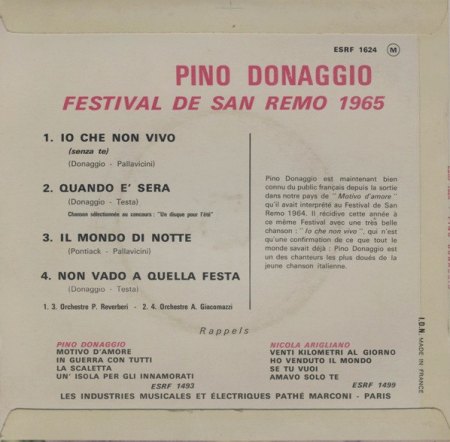 ESRF 1624 M
PINO DONAGGIO
FESTIVAL DE SAN REMO 1965
1. IO CHE NON VIVO
(senza te)
(Donaggio - Pallavicini)
2. QUANDO E' SERA
(Donaggio - Testa)
Chanson sélectionnée au concours : "Un disque pour l'été"
3. IL MONDO DI NOTTE
(Pontiack - Pallavicini)
4. NON VADO A QUELLA FESTA
(Donaggio - Testa)
1. 3. Orchestre P. Reverberi - 2. 4. Orchestre A. Giacomazzi
Pino Donaggio est maintenant bien
connu du public français depuis la sortie
dans notre pays de "Motivo d'amore"
qu'il avait interprété au Festival de San
Remo 1964. Il récidive cette année à
ce même Festival avec une très belle
chanson : "Io che non vivo", qui n'est
qu'une confirmation de ce que tout le
monde savait déjà : Pino Donaggio est
un des chanteurs les plus doués de la
jeune chanson italienne.
Rappels
PINO DONAGGIO
MOTIVO D'AMORE
IN GUERRA CON TUTTI
LA SCALETTA
UN' ISOLA PER GLI INNAMORATI
ESRF 1493
NICOLA ARIGLIANO
VENTI KILOMETRI AL GIORNO
HO VENDUTO IL MONDO
SE TU VUOI
AMAVO SOLO TE
ESRF 1499
LES INDUSTRIES MUSICALES ET ÉLECTRIQUES PATHÉ MARCONI - PARIS
I.D.N. MADE IN FRANCE